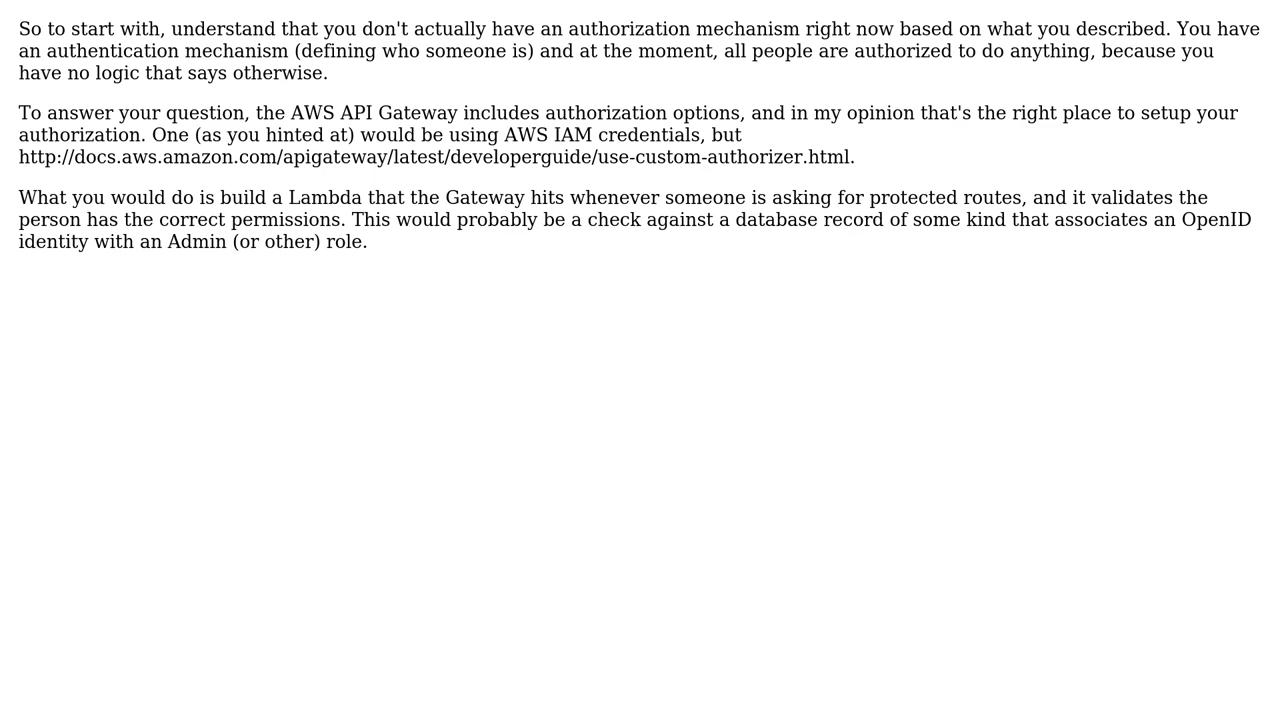 So to start with, understand that you don't actually have an authorization mechanism right now based on what you described. You have
an authentication mechanism (defining who someone is) and at the moment, all people are authorized to do anything, because you
have no logic that says otherwise.
To answer your question, the AWS API Gateway includes authorization options, and in my opinion that's the right place to setup your
authorization. One (as you hinted at) would be using AWS IAM credentials, but
http://docs.aws.amazon.com/apigateway/latest/developerguide/use-custom-authorizer.html.
What you would do is build a Lambda that the Gateway hits whenever someone is asking for protected routes, and it validates the
person has the correct permissions. This would probably be a check against a database record of some kind that associates an OpenID
identity with an Admin (or other) role.